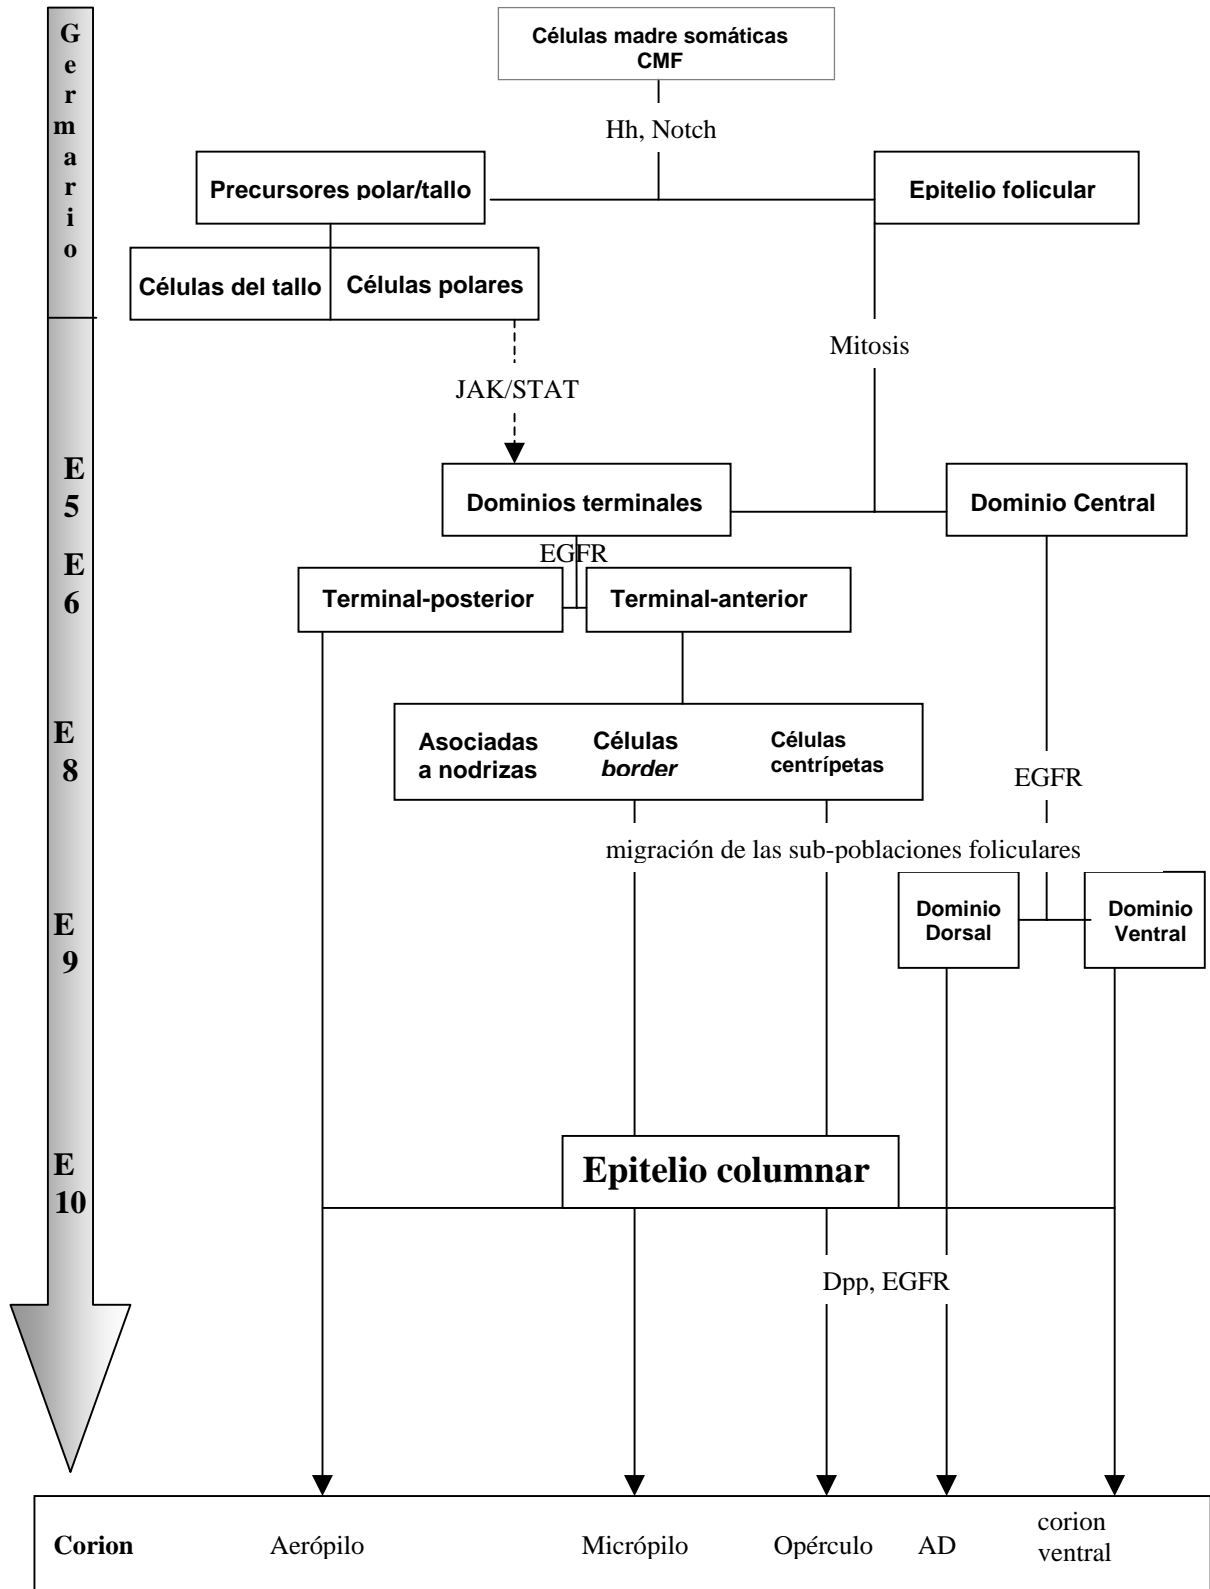 Germario
Células madre somáticas
CMF
Hh, Notch
Precursores polar/tallo
Epitelio folicular
Células del tallo
Células polares
Mitosis
JAK/STAT
E
5
Dominios terminales
Dominio Central
EGFR
E
6
Terminal-posterior
Terminal-anterior
E
8
Asociadas
a nodrizas
Células
border
Células
centrípetas
EGFR
migración de las sub-poblaciones foliculares
E
9
Dominio
Dorsal
Dominio
Ventral
E
10
Epitelio columnar
Dpp, EGFR
Corion
Aerópilo
Micrópilo
Opérculo
AD
corion
ventral